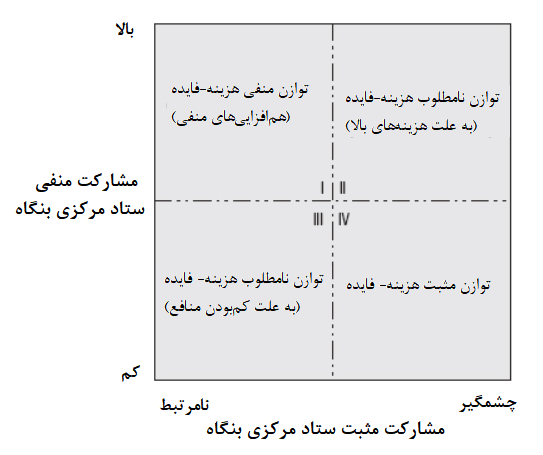 بالا
توازن منفی هزینه-فایده
(هم‌افزایی‌های منفی)
توازن نامطلوب هزینه-فایده
(به علت هزینه‌های بالا)
مشارکت منفی
ستاد مرکزی بنگاه
I II
III IV
توازن نامطلوب هزینه- فایده
(به علت کم‌بودن منافع)
توازن مثبت هزینه- فایده
کم
نامرتبط
چشمگیر
مشارکت مثبت ستاد مرکزی بنگاه